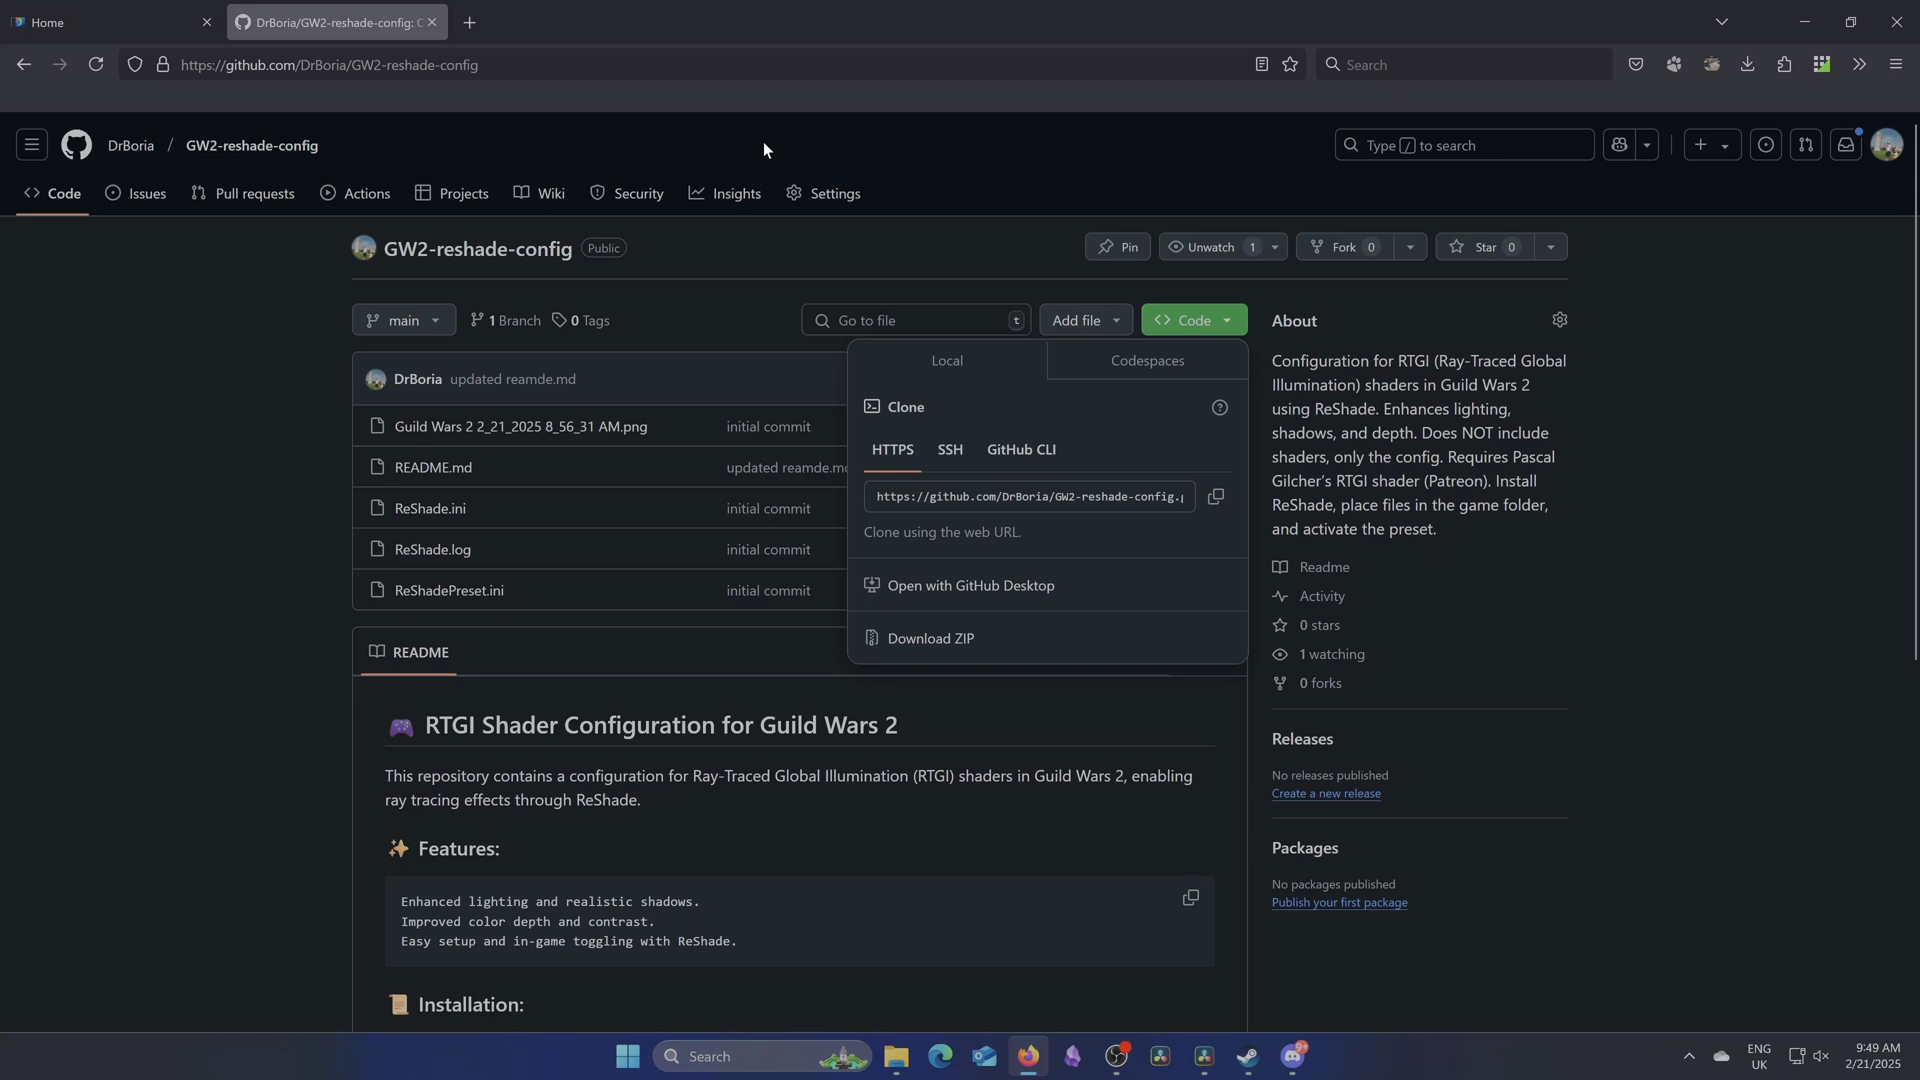 Home
DrBoria/GW2-reshade-config: C
https://github.com/DrBoria/GW2-reshade-config
Search
DrBoria / GW2-reshade-config
Type / to search
Code
Issues
Pull requests
Actions
Projects
Wiki
Security
Insights
Settings
GW2-reshade-config Public
Pin
Unwatch 1
Fork 0
Star 0
main
1 Branch
0 Tags
Go to file t
Add file
Code
Local
Codespaces
Clone
HTTPS
SSH
GitHub CLI
https://github.com/DrBoria/GW2-reshade-config.
Clone using the web URL.
Open with GitHub Desktop
Download ZIP
DrBoria updated reamde.md
Guild Wars 2 2_21_2025 8_56_31 AM.png initial commit
README.md updated reamde.md
ReShade.ini initial commit
ReShade.log initial commit
ReShadePreset.ini initial commit
README
RTGI Shader Configuration for Guild Wars 2
This repository contains a configuration for Ray-Traced Global Illumination (RTGI) shaders in Guild Wars 2, enabling
ray tracing effects through ReShade.
Features:
Enhanced lighting and realistic shadows.
Improved color depth and contrast.
Easy setup and in-game toggling with ReShade.
Installation:
About
Configuration for RTGI (Ray-Traced Global
Illumination) shaders in Guild Wars 2
using ReShade. Enhances lighting,
shadows, and depth. Does NOT include
shaders, only the config. Requires Pascal
Gilcher's RTGI shader (Patreon). Install
ReShade, place files in the game folder,
and activate the preset.
Readme
Activity
0 stars
1 watching
0 forks
Releases
No releases published
Create a new release
Packages
No packages published
Publish your first package
Search
9+
ENG
UK
9:49 AM
2/21/2025